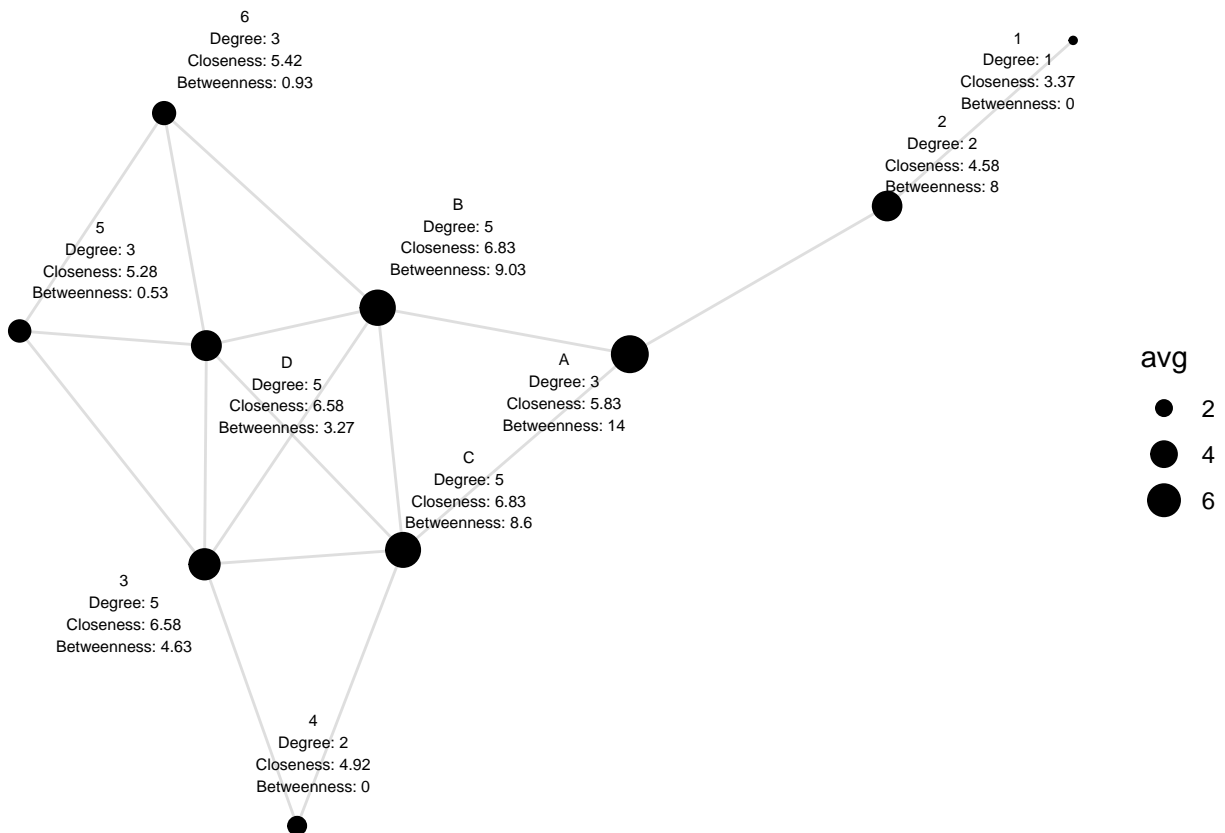 6
Degree: 3
Closeness: 5.42
Betweenness: 0.93
1
Degree: 1
Closeness: 3.37
Betweenness: 0
2
Degree: 2
Closeness: 4.58
Betweenness: 8
B
Degree: 5
Closeness: 6.83
Betweenness: 9.03
5
Degree: 3
Closeness: 5.28
Betweenness: 0.53
D
Degree: 5
Closeness: 6.58
Betweenness: 3.27
A
Degree: 3
Closeness: 5.83
Betweenness: 14
C
Degree: 5
Closeness: 6.83
Betweenness: 8.6
3
Degree: 5
Closeness: 6.58
Betweenness: 4.63
4
Degree: 2
Closeness: 4.92
Betweenness: 0
avg
2
4
6